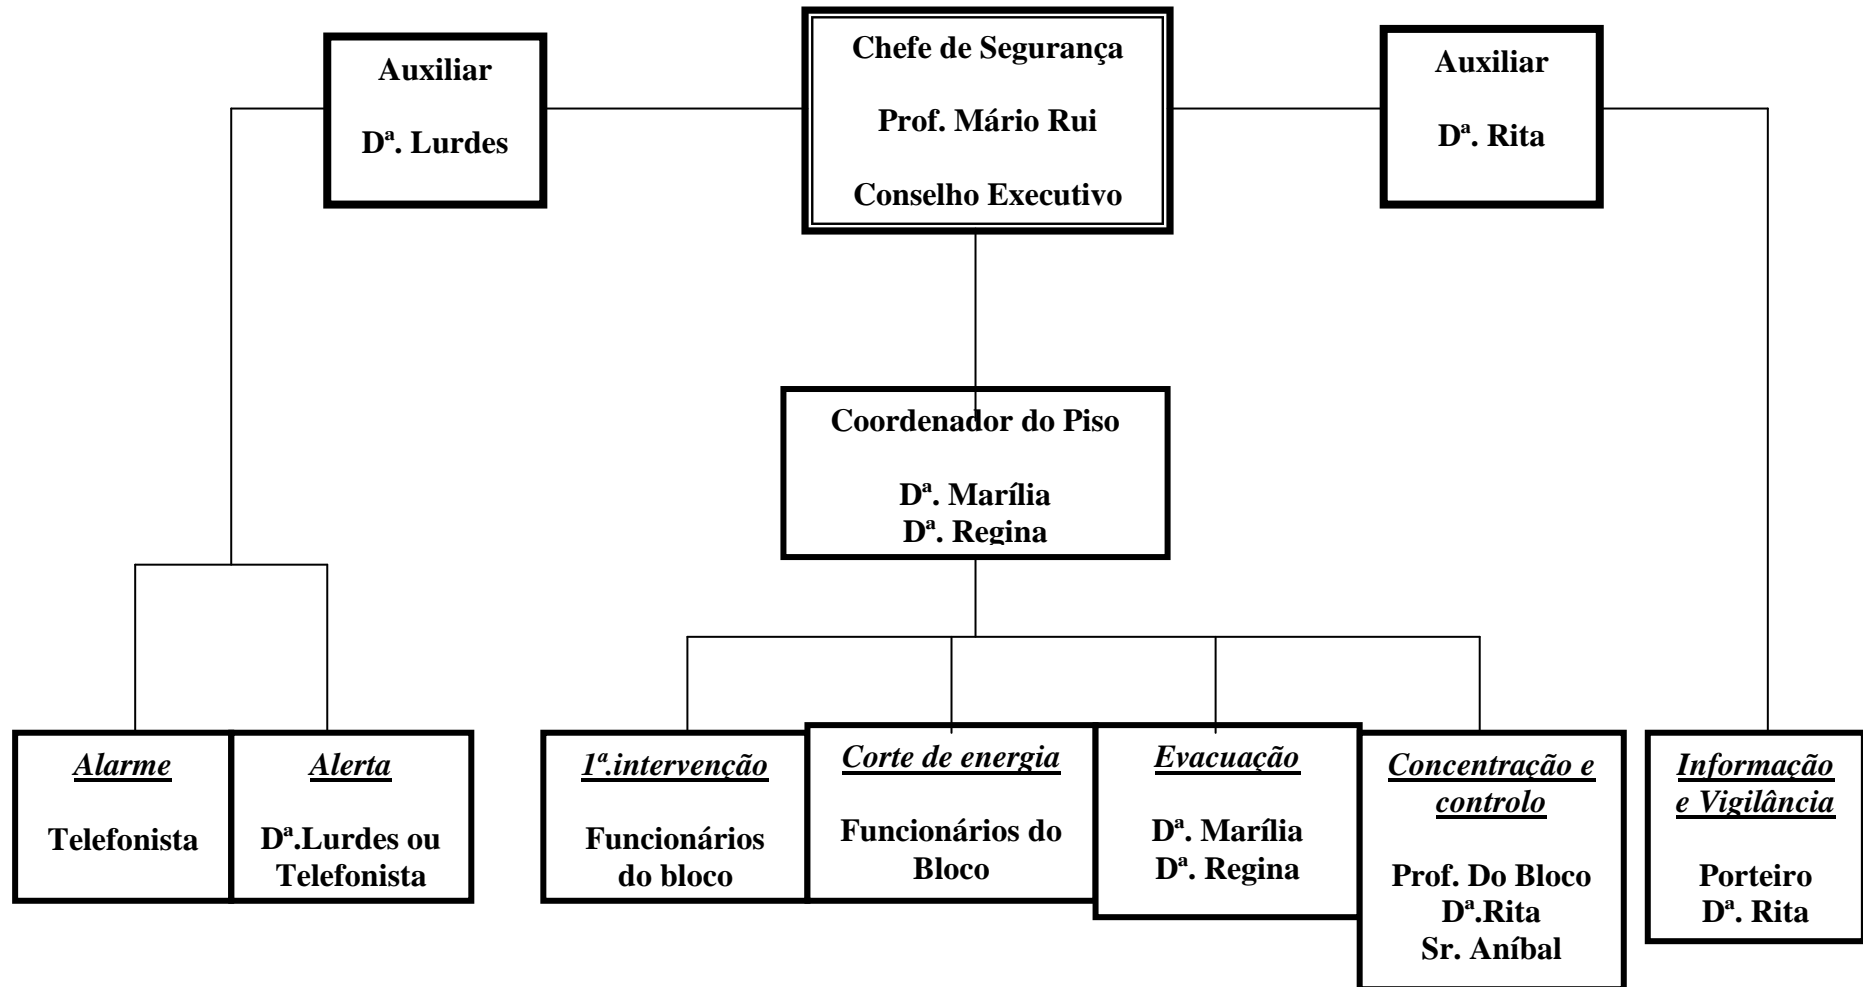 Auxiliar
Dª. Lurdes
Chefe de Segurança
Prof. Mário Rui
Conselho Executivo
Auxiliar
Dª. Rita
Coordenador do Piso
Dª. Marília
Dª. Regina
Alarme
Telefonista
Alerta
Dª.Lurdes ou
Telefonista
1ª.intervenção
Funcionários
do bloco
Corte de energia
Funcionários do
Bloco
Evacuação
Dª. Marília
Dª. Regina
Concentração e
controlo
Prof. Do Bloco
Dª.Rita
Sr. Aníbal
Informação
e Vigilância
Porteiro
Dª. Rita